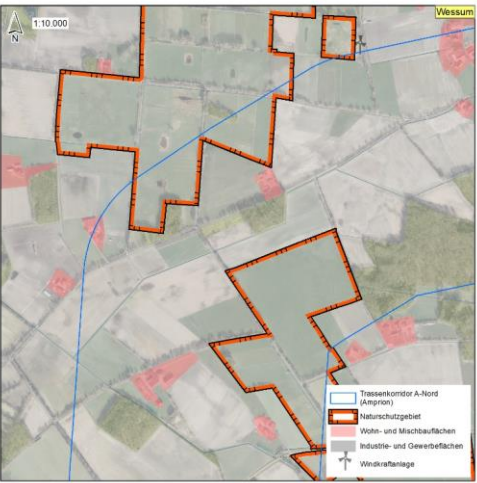 Wessum
1:10.000
N
Trassenkorridor A-Nord
(Amprion)
Naturschutzgebiet
Wohn- und Mischbauflächen
Industrie- und Gewerbeflächen
Windkraftanlage